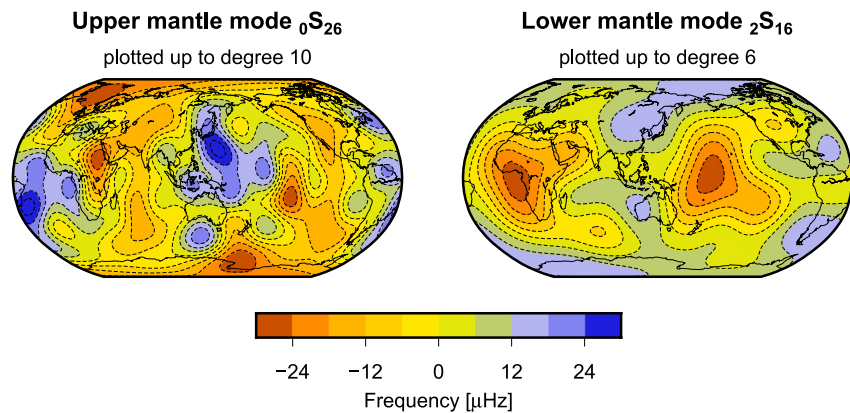 Upper mantle mode ₀S₂₆
plotted up to degree 10
Lower mantle mode ₂S₁₆
plotted up to degree 6
−24 −12 0 12 24
Frequency [μHz]